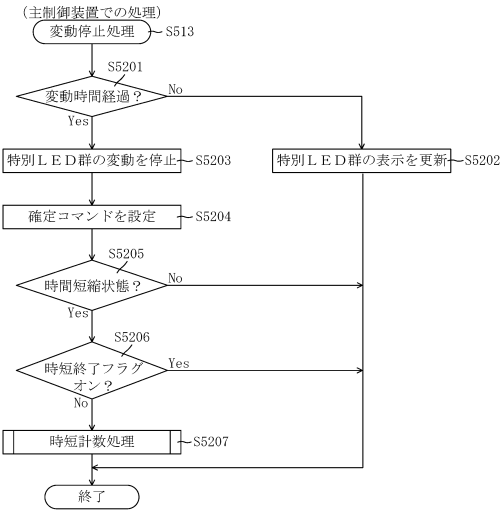 (主制御装置での処理)
変動停止処理 S513
S5201
変動時間経過?
No
Yes
特別LED群の変動を停止 S5203
特別LED群の表示を更新 S5202
確定コマンドを設定 S5204
S5205
時間短縮状態?
No
Yes
S5206
時短終了フラグ
オン?
Yes
No
時短計数処理 S5207
終了